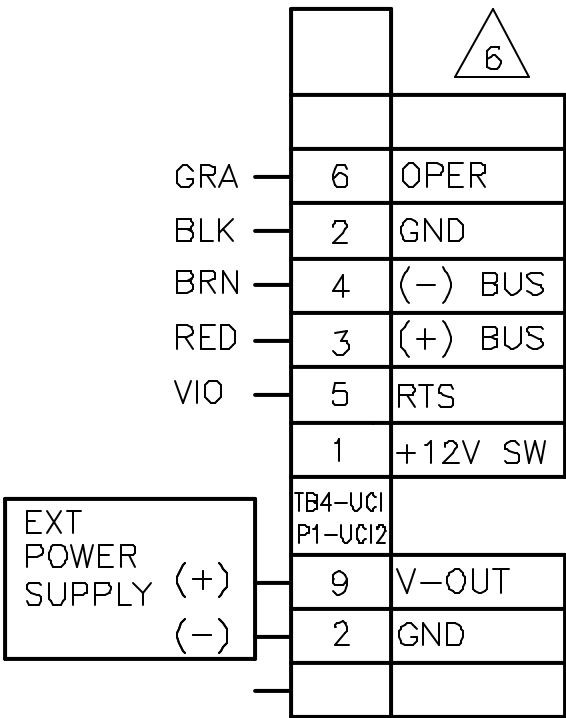 6
GRA 6 OPER
BLK 2 GND
BRN 4 (-) BUS
RED 3 (+) BUS
VIO 5 RTS
1 +12V SW
TB4-UCI
P1-UCI2
EXT
POWER
SUPPLY (+) 9 V-OUT
(-) 2 GND